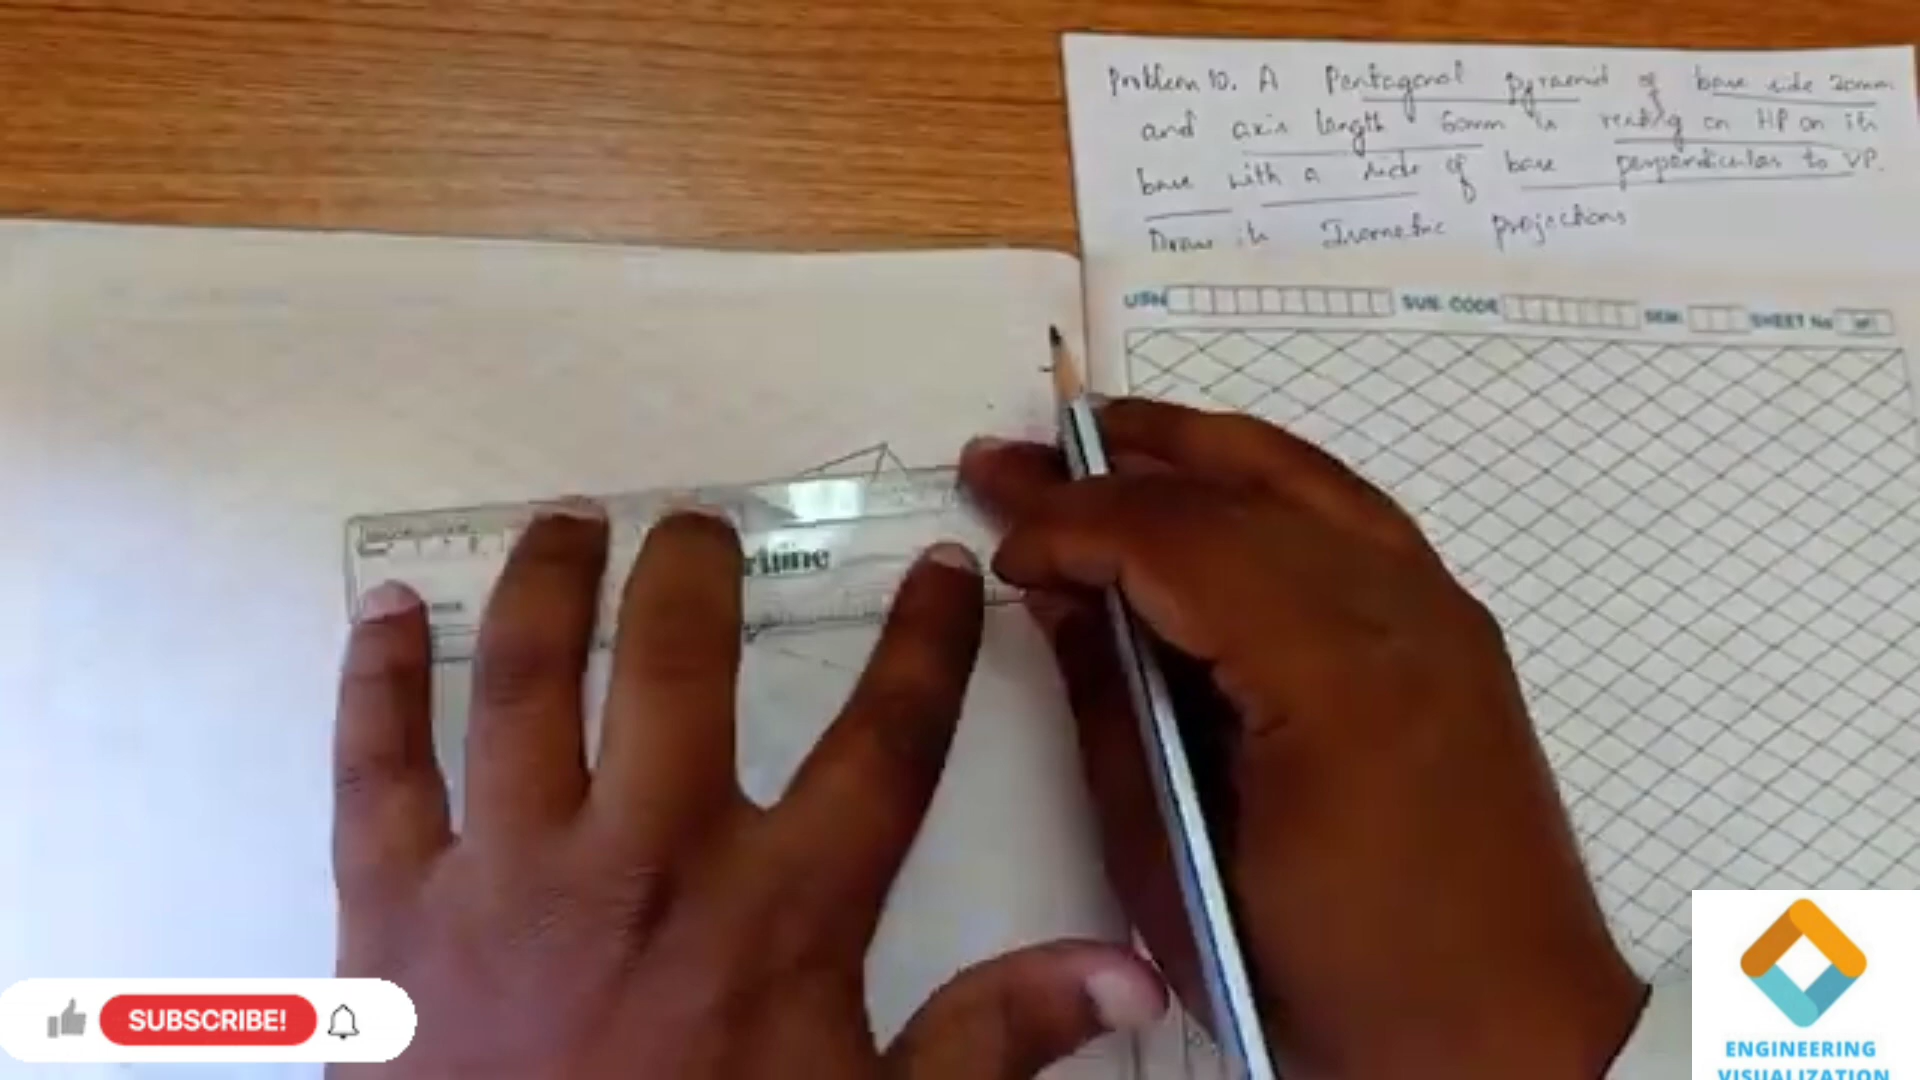 Problem 10. A Pentagonal pyramid of base side 20mm
and axis length 60mm is resting on HP on its
base with a side of base perpendicular to VP.
Draw its Isometric projections
USN SUB. CODE SEM SHEET No
SUBSCRIBE!
ENGINEERING
VISUALIZATION